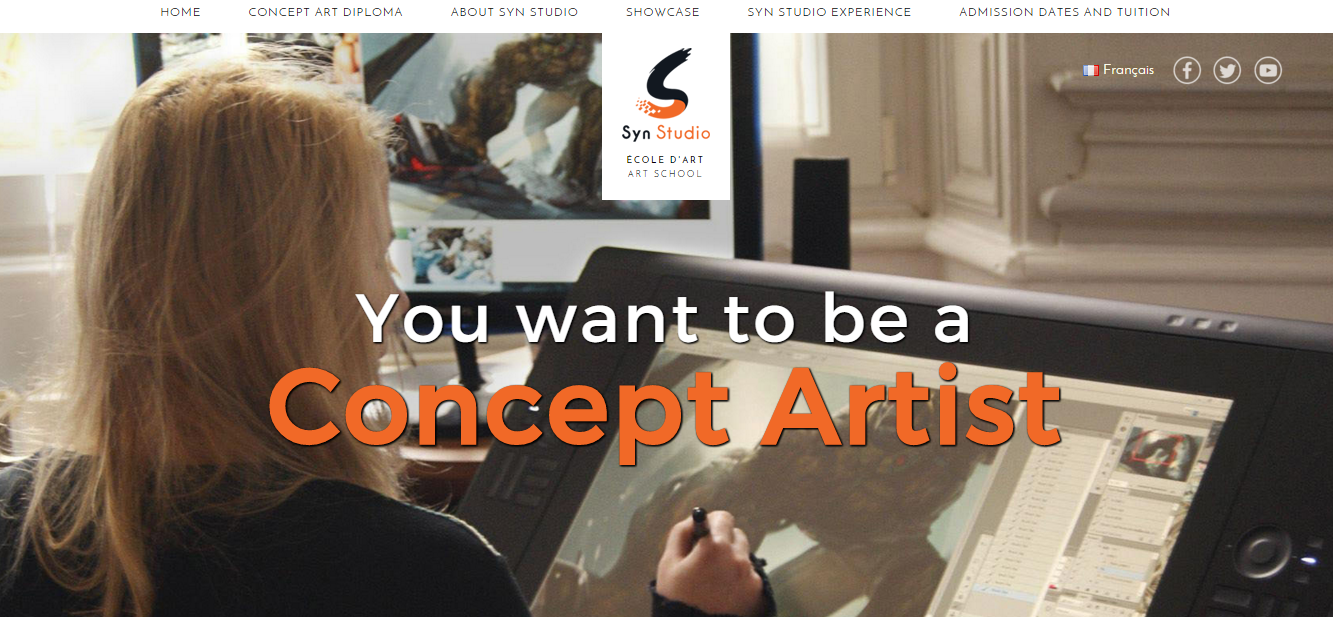 HOME CONCEPT ART DIPLOMA ABOUT SYN STUDIO SHOWCASE SYN STUDIO EXPERIENCE ADMISSION DATES AND TUITION
Français
Syn Studio
ÉCOLE D'ART
ART SCHOOL
You want to be a
Concept Artist